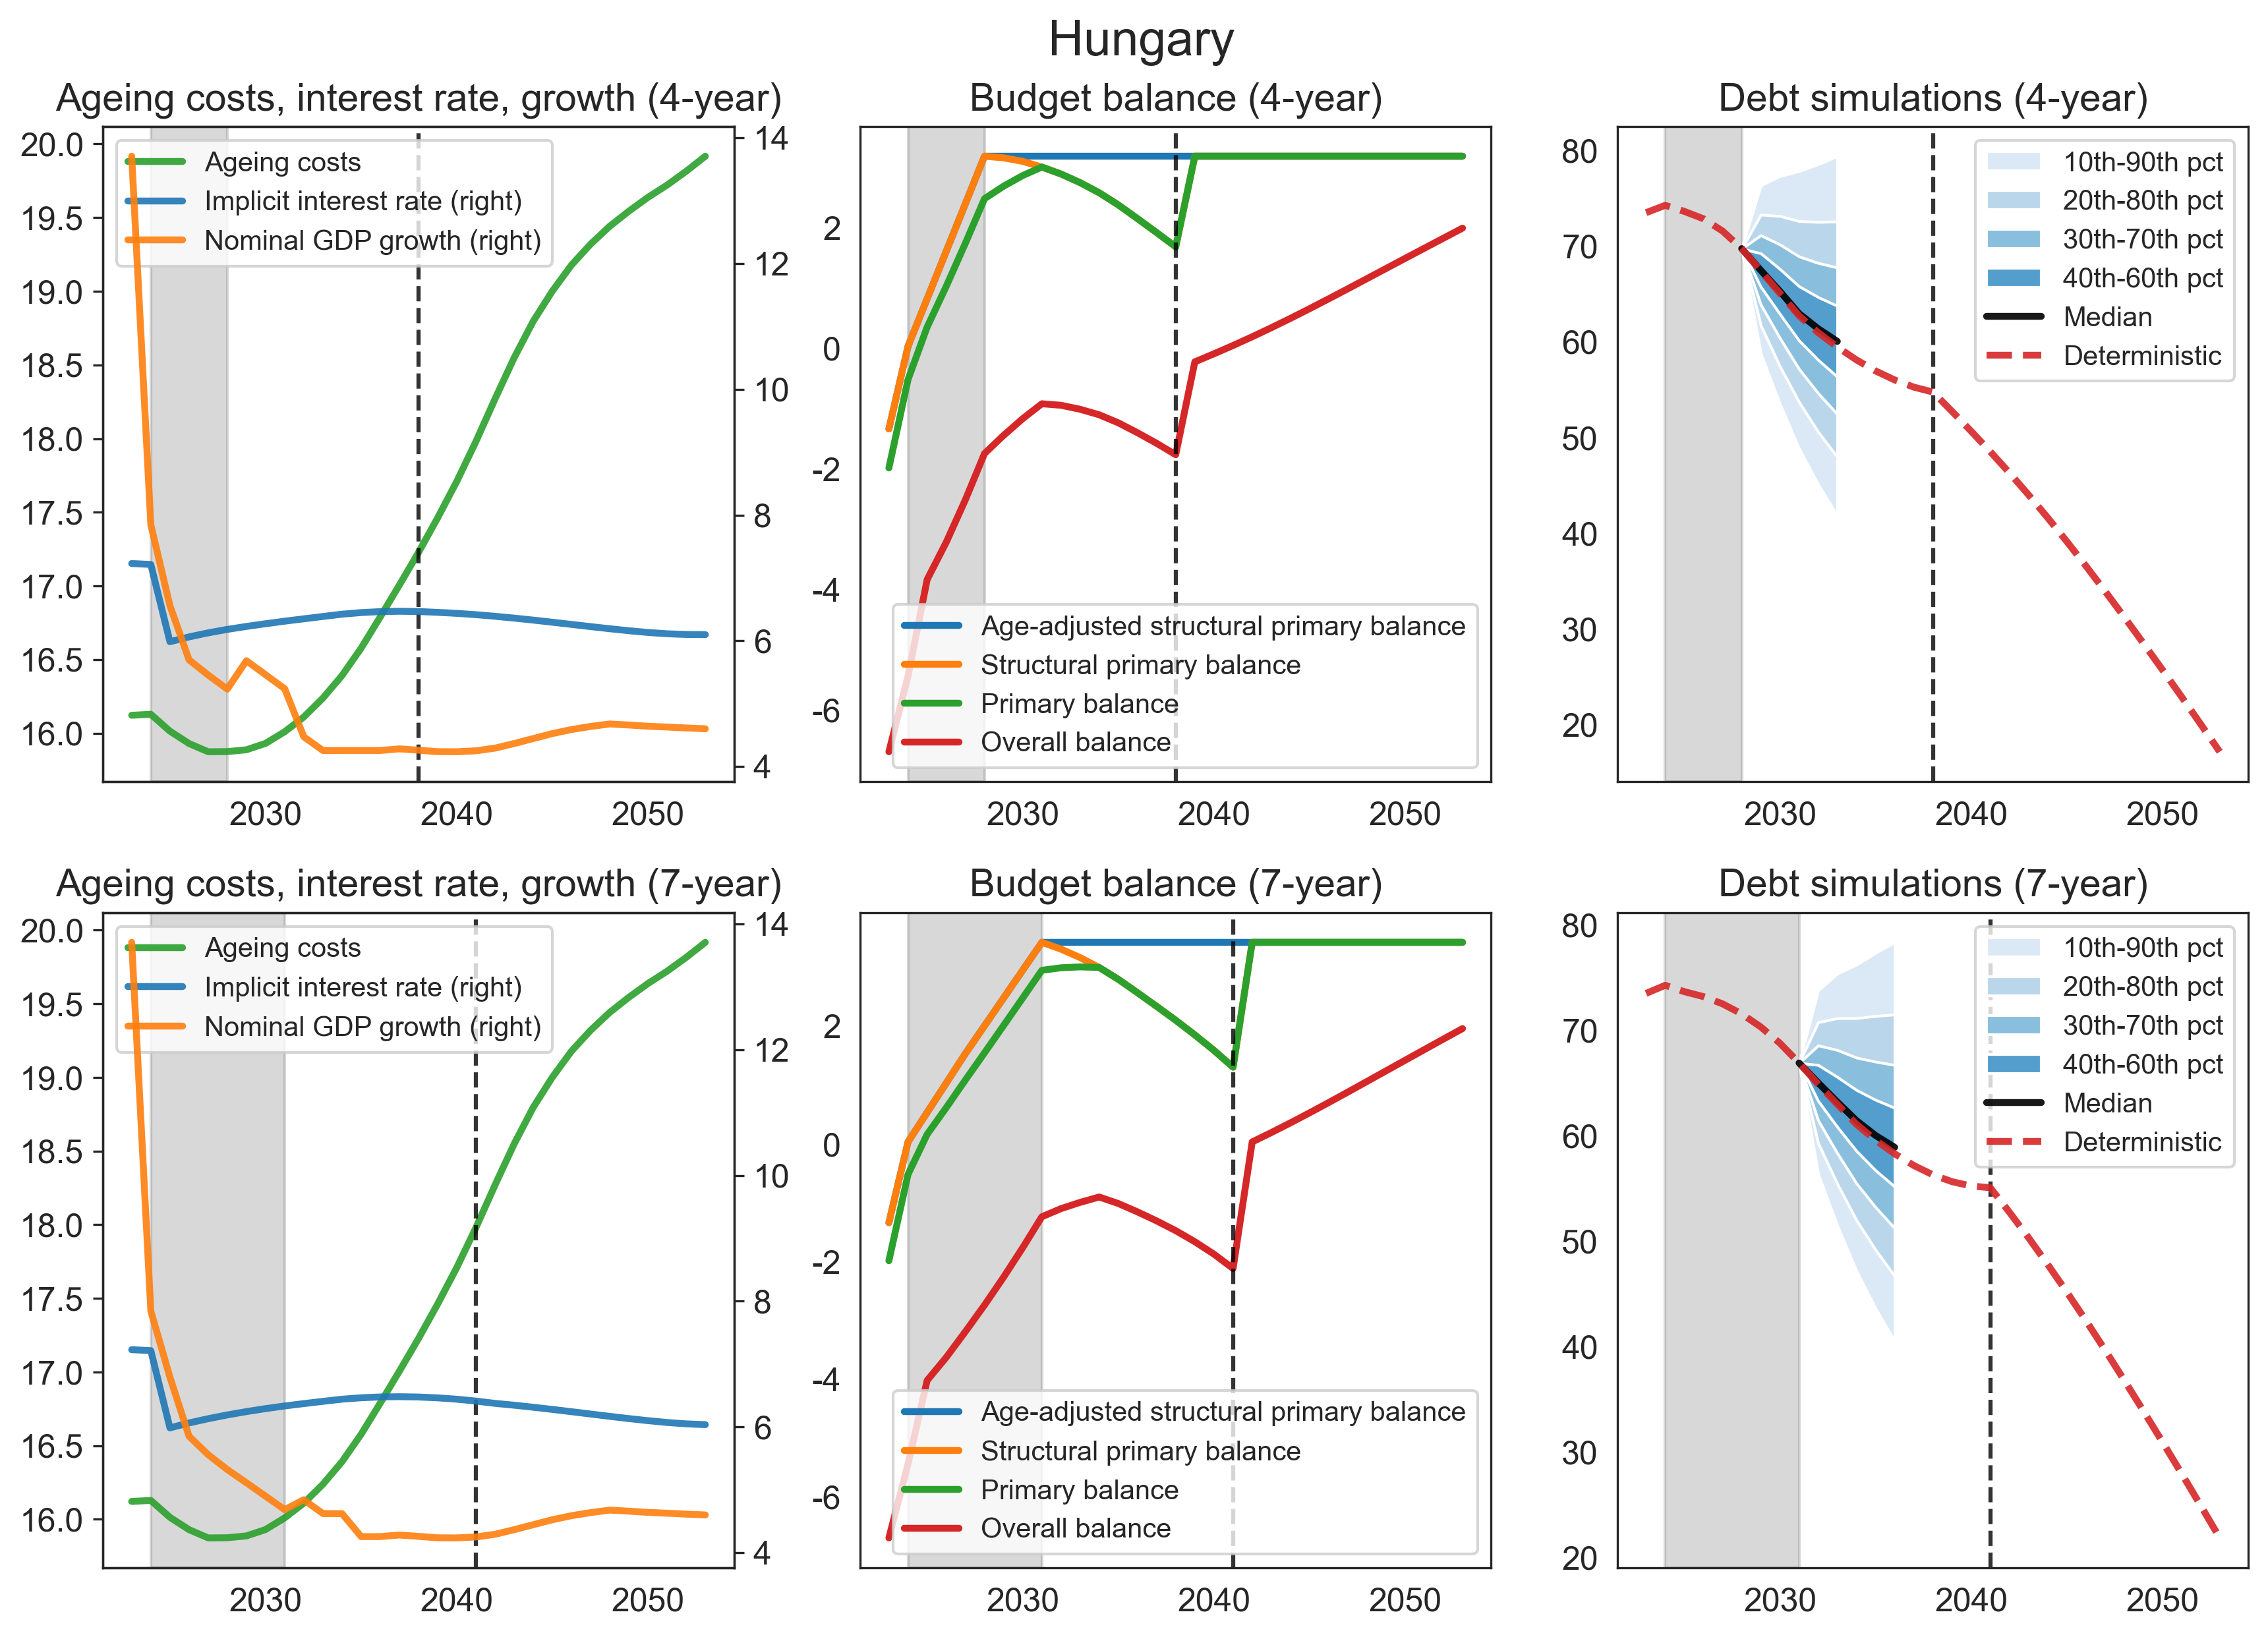 Hungary
Ageing costs, interest rate, growth (4-year)
20.0
19.5
19.0
18.5
18.0
17.5
17.0
16.5
16.0
14
12
10
8
6
4
2030
2040
2050
Ageing costs
Implicit interest rate (right)
Nominal GDP growth (right)
Budget balance (4-year)
2
0
-2
-4
-6
2030
2040
2050
Age-adjusted structural primary balance
Structural primary balance
Primary balance
Overall balance
Debt simulations (4-year)
80
70
60
50
40
30
20
2030
2040
2050
10th-90th pct
20th-80th pct
30th-70th pct
40th-60th pct
Median
Deterministic
Ageing costs, interest rate, growth (7-year)
20.0
19.5
19.0
18.5
18.0
17.5
17.0
16.5
16.0
14
12
10
8
6
4
2030
2040
2050
Ageing costs
Implicit interest rate (right)
Nominal GDP growth (right)
Budget balance (7-year)
2
0
-2
-4
-6
2030
2040
2050
Age-adjusted structural primary balance
Structural primary balance
Primary balance
Overall balance
Debt simulations (7-year)
80
70
60
50
40
30
20
2030
2040
2050
10th-90th pct
20th-80th pct
30th-70th pct
40th-60th pct
Median
Deterministic